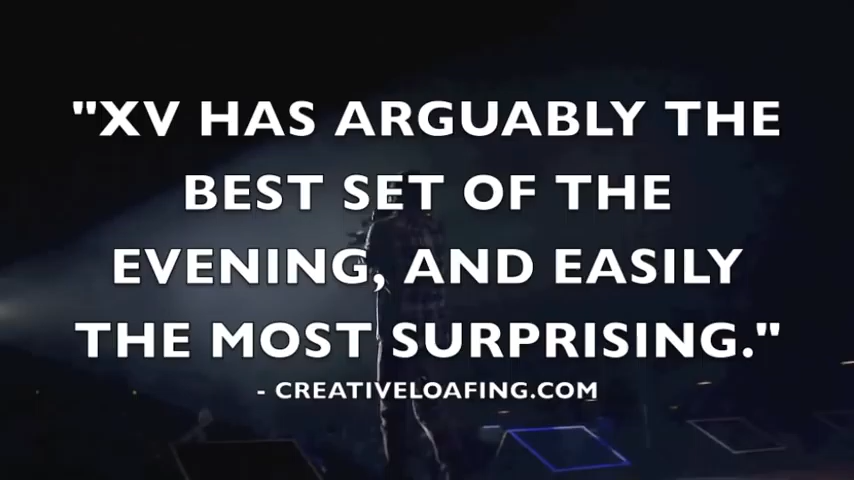 "XV HAS ARGUABLY THE
BEST SET OF THE
EVENING, AND EASILY
THE MOST SURPRISING."
- CREATIVELOAFING.COM